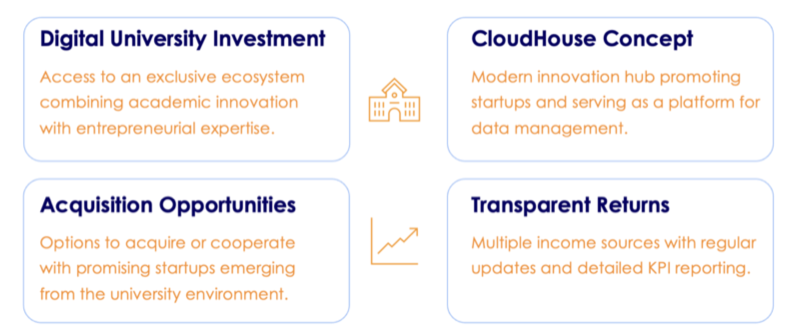 Digital University Investment
Access to an exclusive ecosystem
combining academic innovation
with entrepreneurial expertise.
CloudHouse Concept
Modern innovation hub promoting
startups and serving as a platform for
data management.
Acquisition Opportunities
Options to acquire or cooperate
with promising startups emerging
from the university environment.
Transparent Returns
Multiple income sources with regular
updates and detailed KPI reporting.